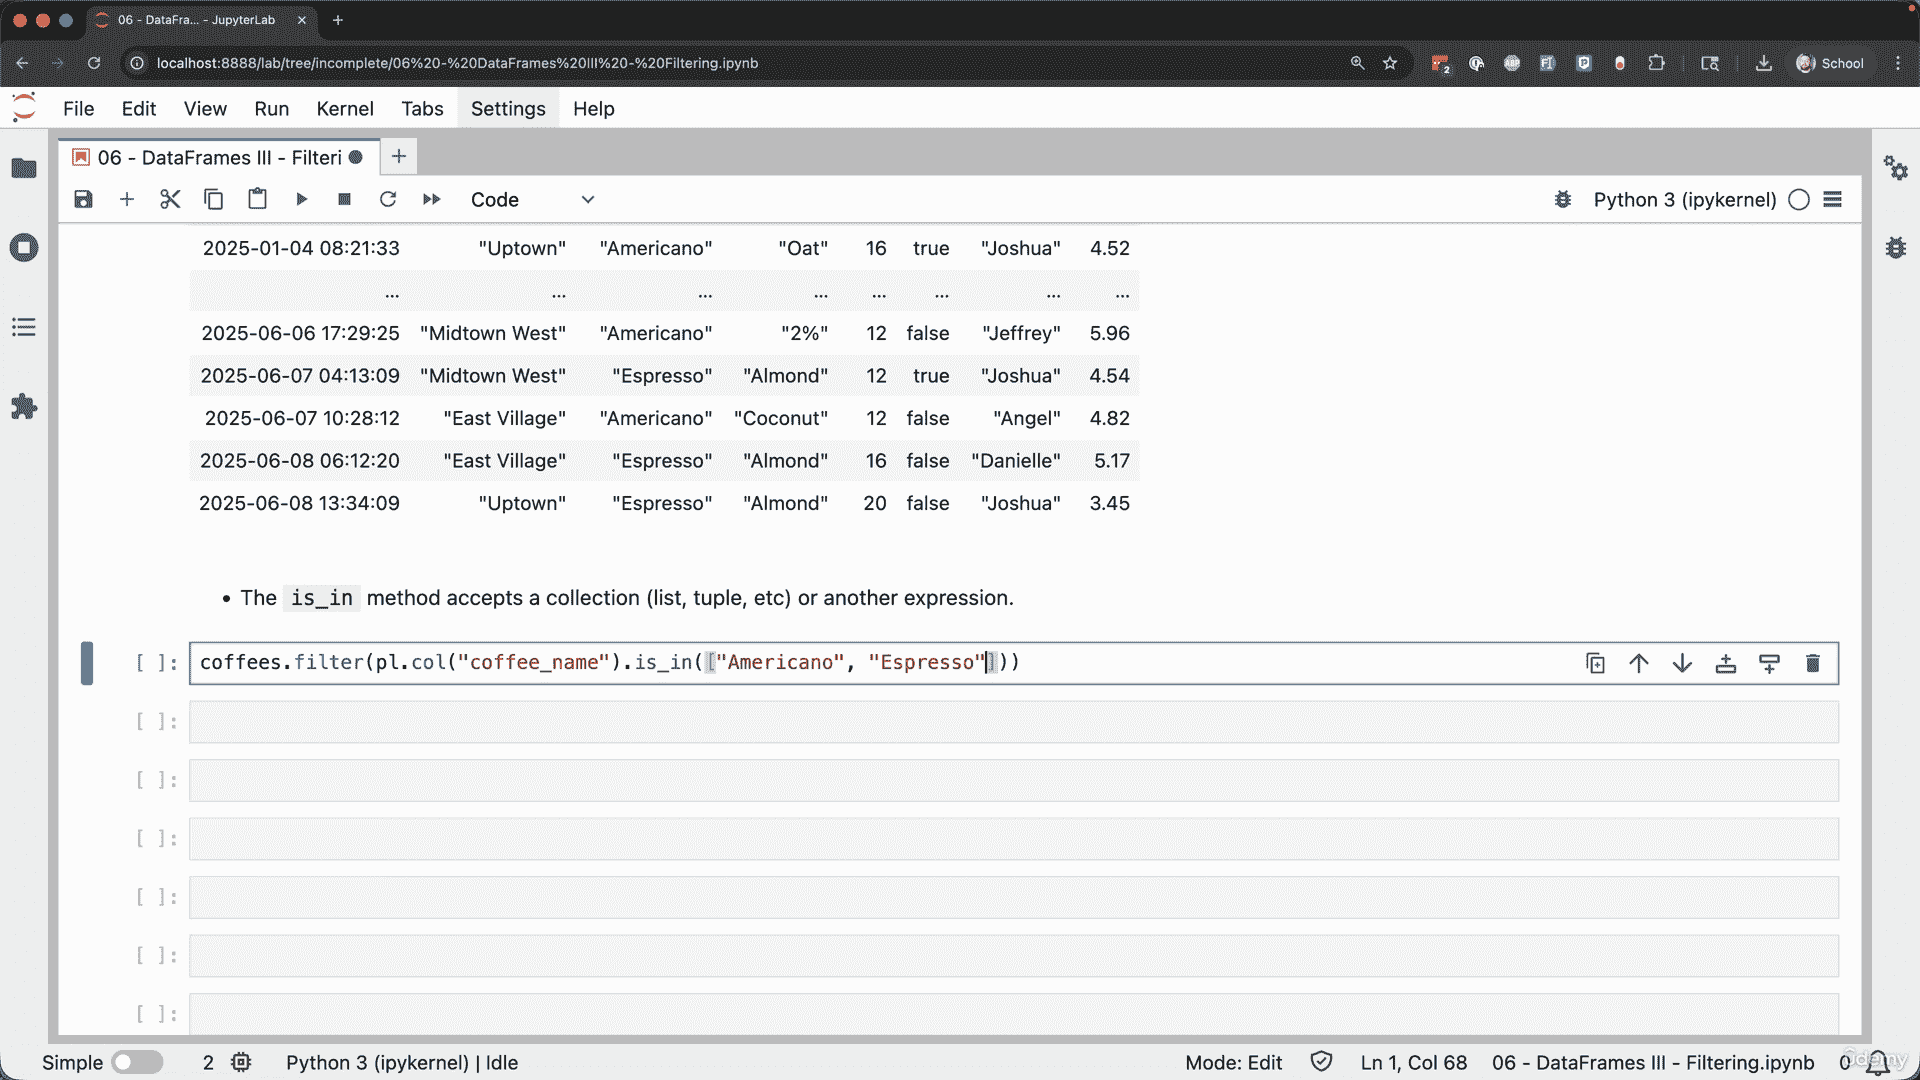 06 - DataFra... - JupyterLab
localhost:8888/lab/tree/incomplete/06%20-%20DataFrames%20III%20-%20Filtering.ipynb
2
ABP
School
File Edit View Run Kernel Tabs Settings Help
06 - DataFrames III - Filteri
Code
Python 3 (ipykernel)
2025-01-04 08:21:33 "Uptown" "Americano" "Oat" 16 true "Joshua" 4.52
... ... ... ... ... ... ... ...
2025-06-06 17:29:25 "Midtown West" "Americano" "2%" 12 false "Jeffrey" 5.96
2025-06-07 04:13:09 "Midtown West" "Espresso" "Almond" 12 true "Joshua" 4.54
2025-06-07 10:28:12 "East Village" "Americano" "Coconut" 12 false "Angel" 4.82
2025-06-08 06:12:20 "East Village" "Espresso" "Almond" 16 false "Danielle" 5.17
2025-06-08 13:34:09 "Uptown" "Espresso" "Almond" 20 false "Joshua" 3.45
• The is_in method accepts a collection (list, tuple, etc) or another expression.
[ ]: coffees.filter(pl.col("coffee_name").is_in(["Americano", "Espresso"]))
[ ]:
[ ]:
[ ]:
[ ]:
[ ]:
[ ]:
Simple 2 Python 3 (ipykernel) | Idle Mode: Edit Ln 1, Col 68 06 - DataFrames III - Filtering.ipynb 0
Udemy